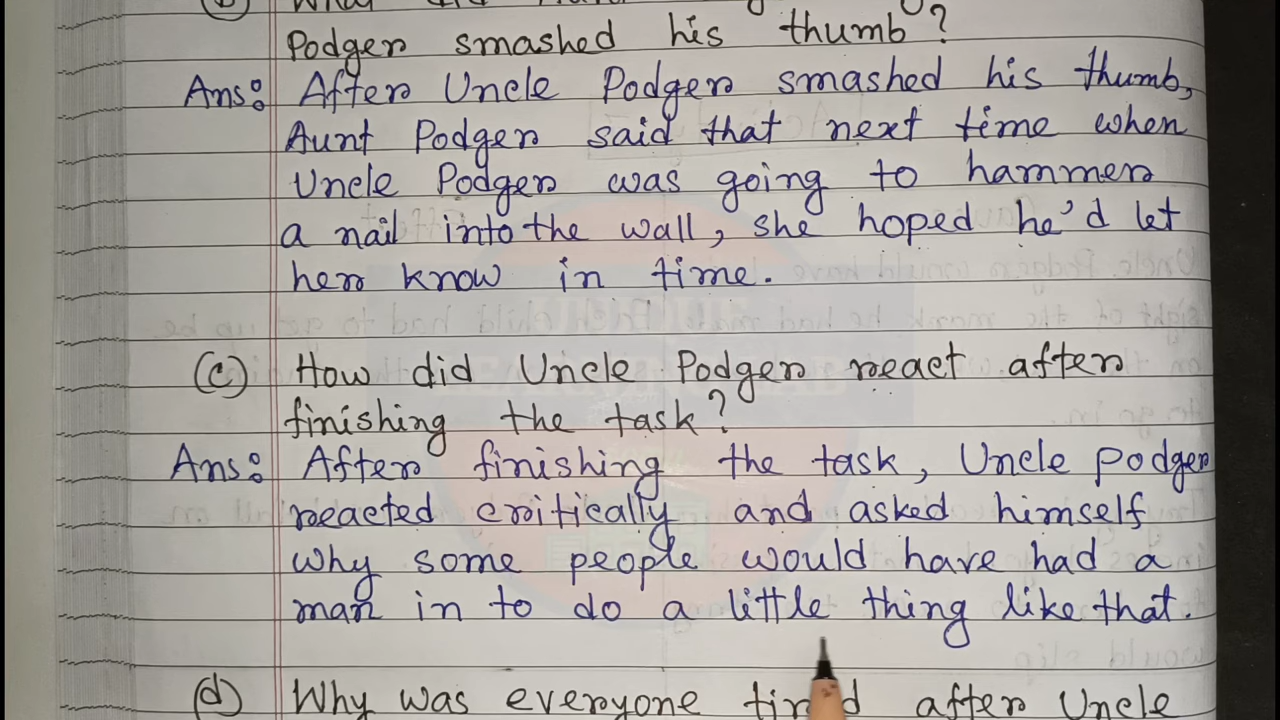 Podger smashed his thumb?
Ans: After Uncle Podger smashed his thumb,
Aunt Podger said that next time when
Uncle Podger was going to hammer
a nail into the wall, she hoped he'd let
her know in time.
(c) How did Uncle Podger react after
finishing the task?
Ans: After finishing the task, Uncle Podger
reacted critically and asked himself
why some people would have had a
man in to do a little thing like that.
(d) Why was everyone tired after Uncle